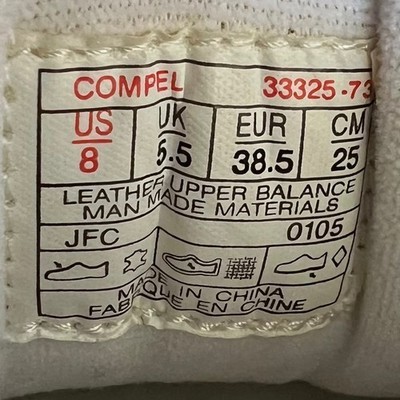 COMPEL 33325-73
US UK EUR CM
8 5.5 38.5 25
LEATHER UPPER BALANCE
MAN MADE MATERIALS
JFC 0105
MADE IN CHINA
FABRIQUE EN CHINE